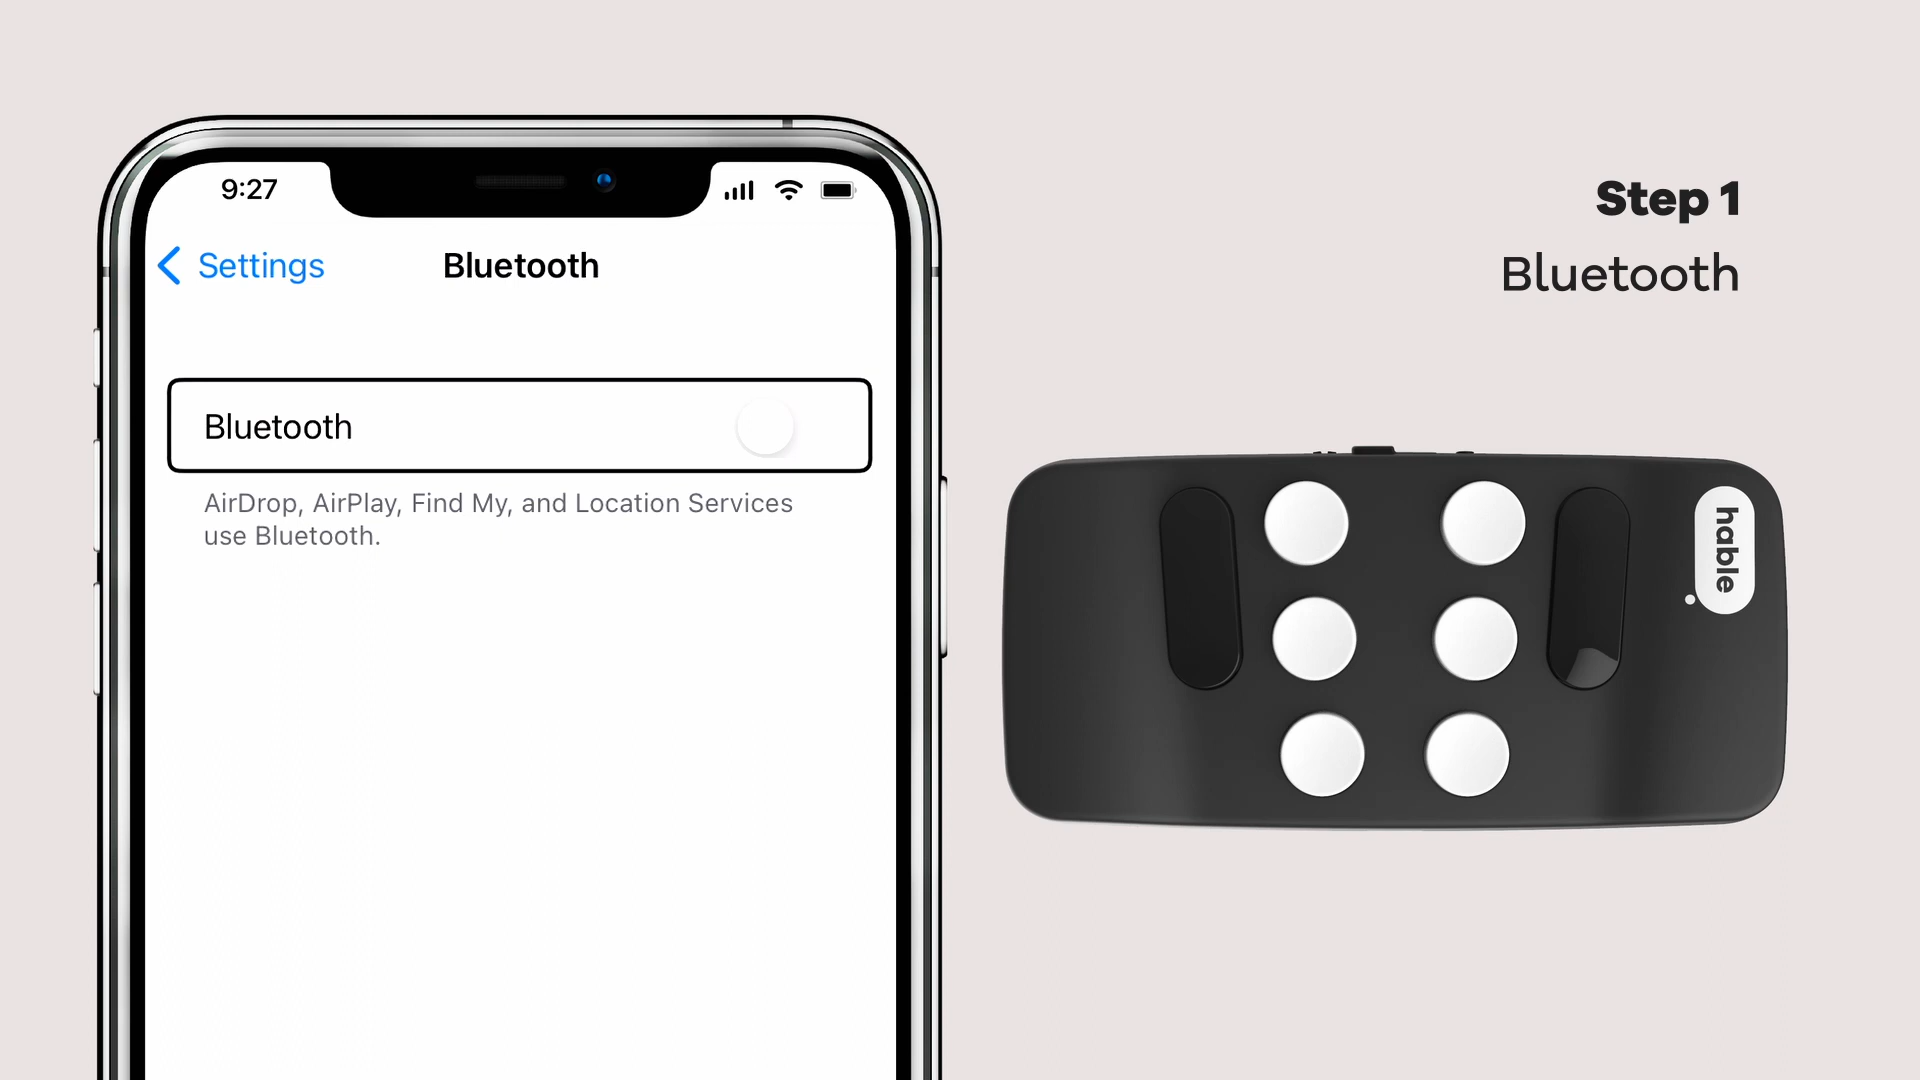 9:27
Settings
Bluetooth
Bluetooth
AirDrop, AirPlay, Find My, and Location Services
use Bluetooth.
Step 1
Bluetooth
hable